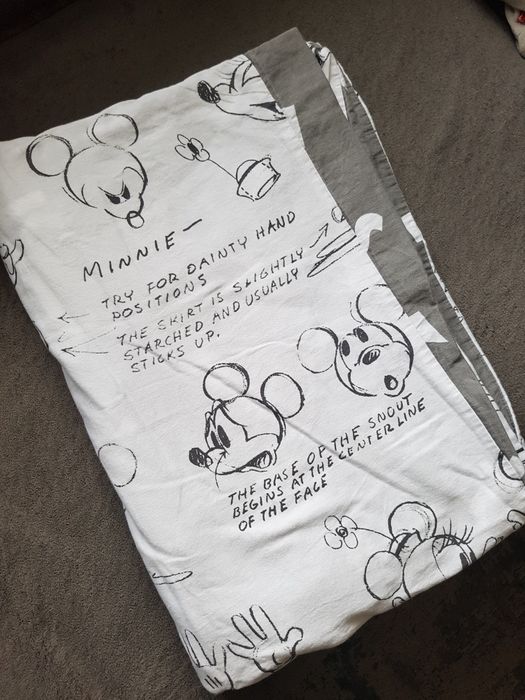 MINNIE—
TRY FOR DAINTY HAND
POSITIONS
THE SKIRT IS SLIGHTLY
STARCHED AND USUALLY
STICKS UP.
THE BASE OF THE SNOUT
BEGINS AT THE CENTER LINE
OF THE FACE